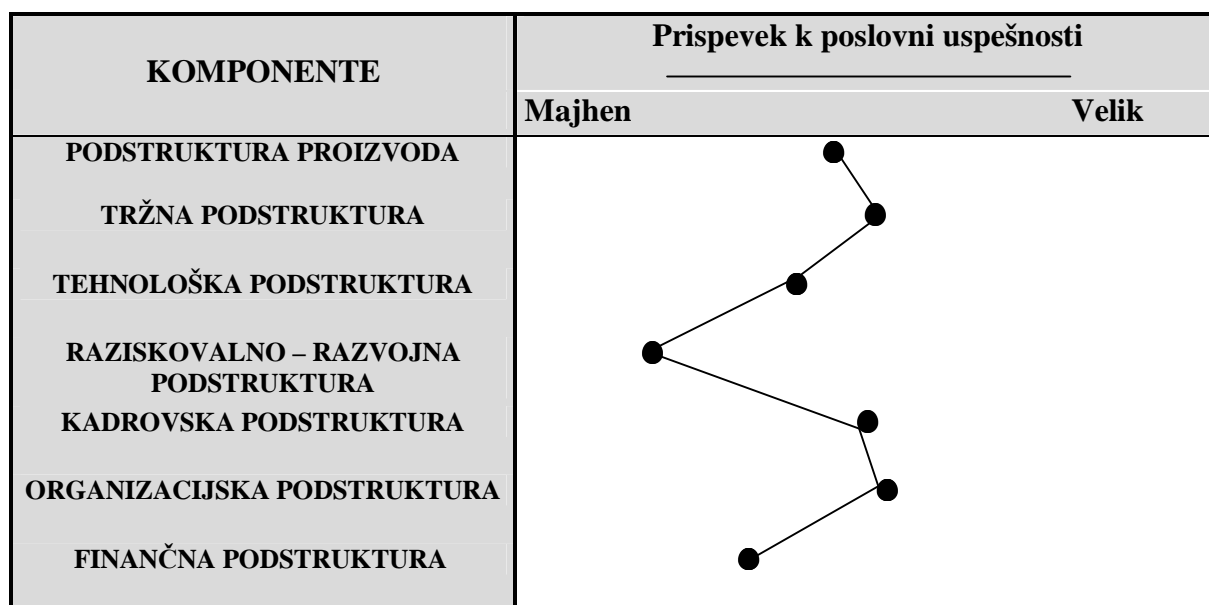 KOMPONENTE
Prispevek k poslovni uspešnosti
Majhen Velik
PODSTRUKTURA PROIZVODA
TRŽNA PODSTRUKTURA
TEHNOLOŠKA PODSTRUKTURA
RAZISKOVALNO – RAZVOJNA
PODSTRUKTURA
KADROVSKA PODSTRUKTURA
ORGANIZACIJSKA PODSTRUKTURA
FINANČNA PODSTRUKTURA